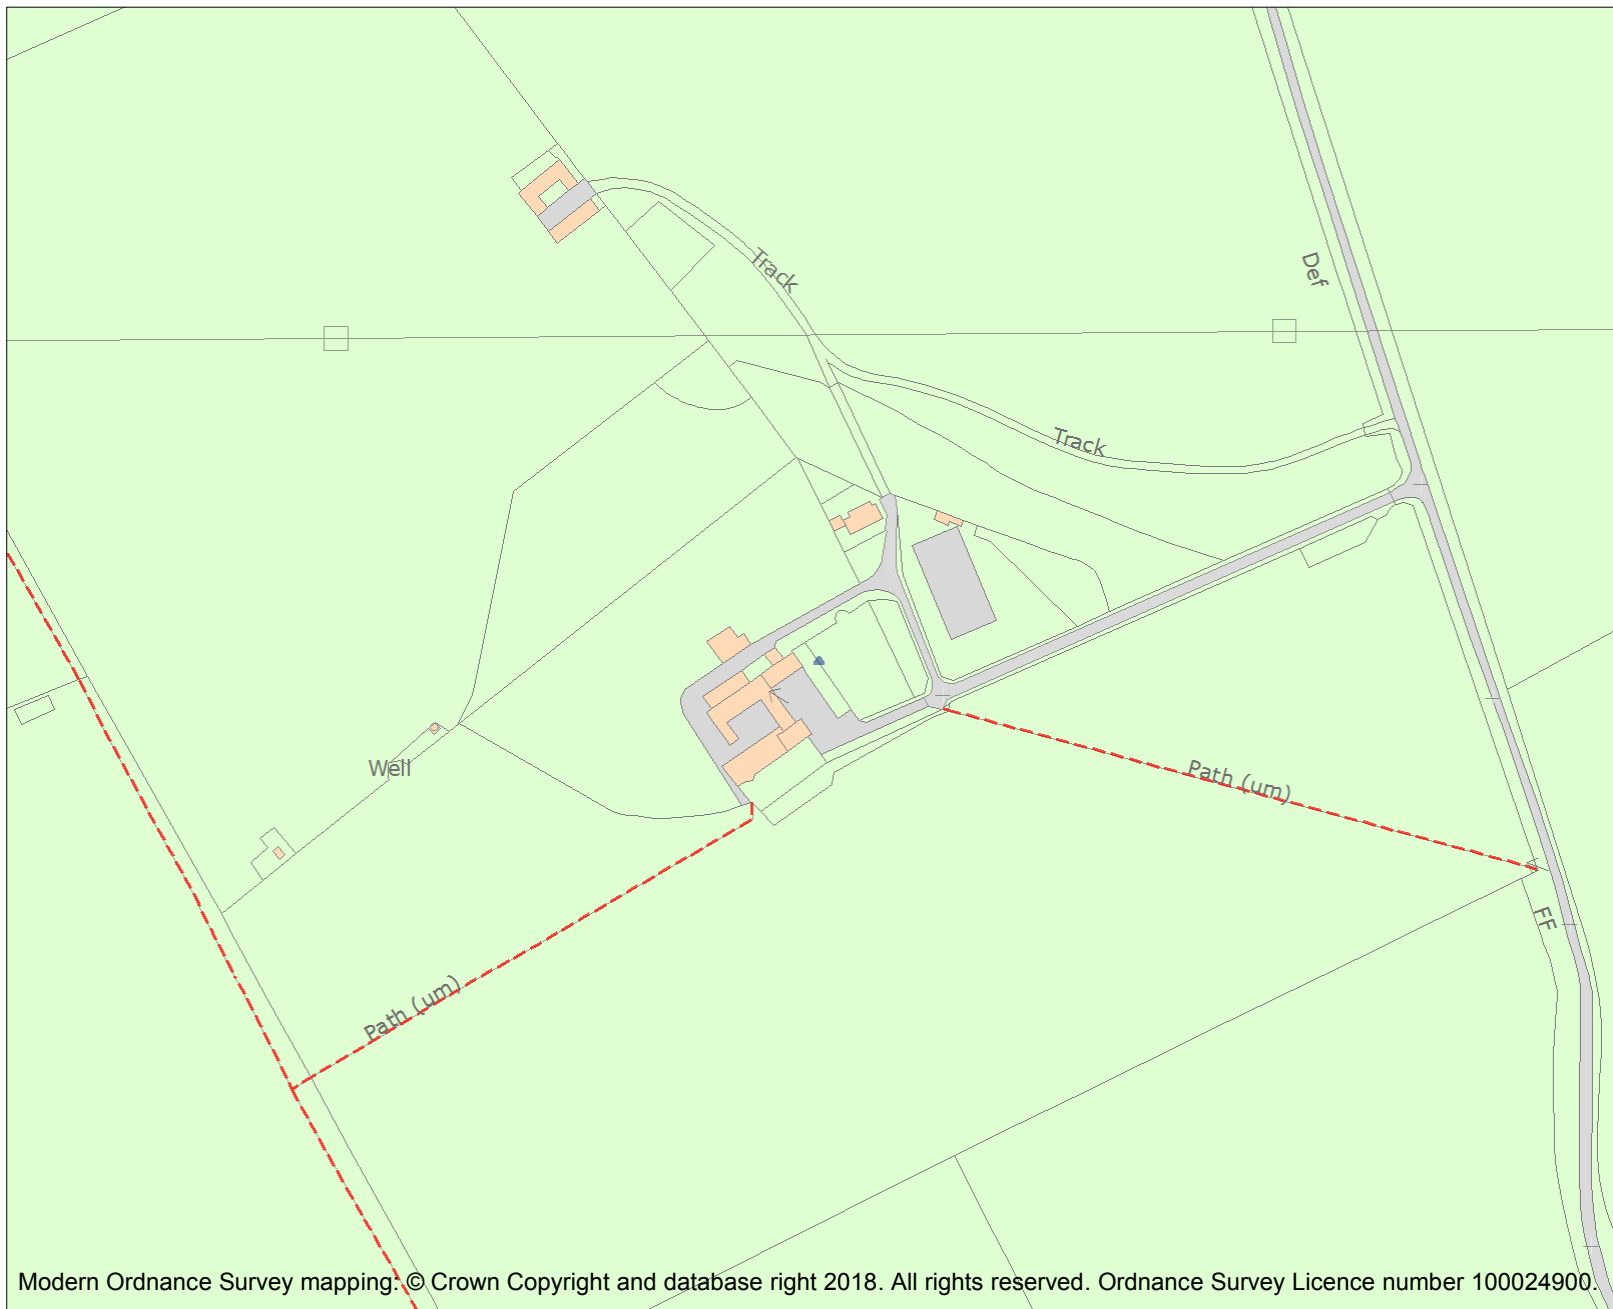 Track
Def
Track
Well
Path (um)
FF
Path (um)
Modern Ordnance Survey mapping: © Crown Copyright and database right 2018. All rights reserved. Ordnance Survey Licence number 100024900.